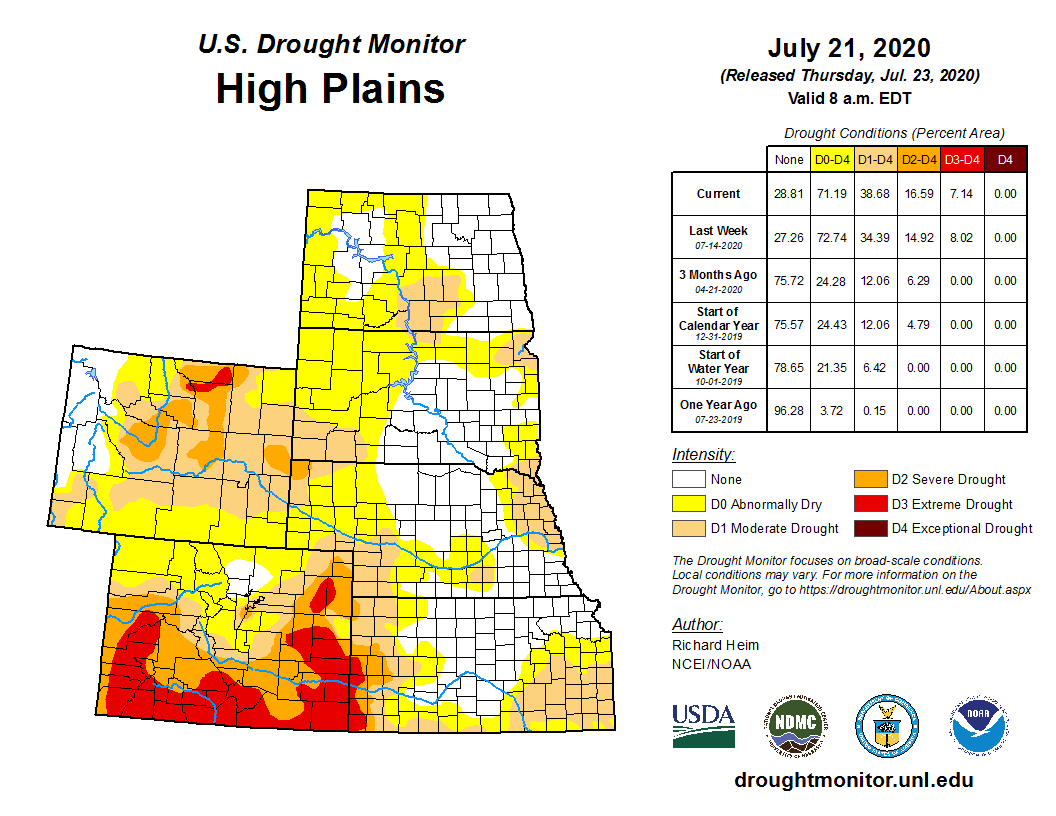 U.S. Drought Monitor
High Plains
July 21, 2020
(Released Thursday, Jul. 23, 2020)
Valid 8 a.m. EDT
Drought Conditions (Percent Area)
None D0-D4 D1-D4 D2-D4 D3-D4 D4
Current 28.81 71.19 38.68 16.59 7.14 0.00
Last Week 27.26 72.74 34.39 14.92 8.02 0.00
07-14-2020
3 Months Ago 75.72 24.28 12.06 6.29 0.00 0.00
04-21-2020
Start of
Calendar Year 75.57 24.43 12.06 4.79 0.00 0.00
12-31-2019
Start of
Water Year 78.65 21.35 6.42 0.00 0.00 0.00
10-01-2019
One Year Ago 96.28 3.72 0.15 0.00 0.00 0.00
07-23-2019
Intensity:
None
D0 Abnormally Dry
D1 Moderate Drought
D2 Severe Drought
D3 Extreme Drought
D4 Exceptional Drought
The Drought Monitor focuses on broad-scale conditions.
Local conditions may vary. For more information on the
Drought Monitor, go to https://droughtmonitor.unl.edu/About.aspx
Author:
Richard Heim
NCEI/NOAA
USDA
NDMC
NOAA
droughtmonitor.unl.edu